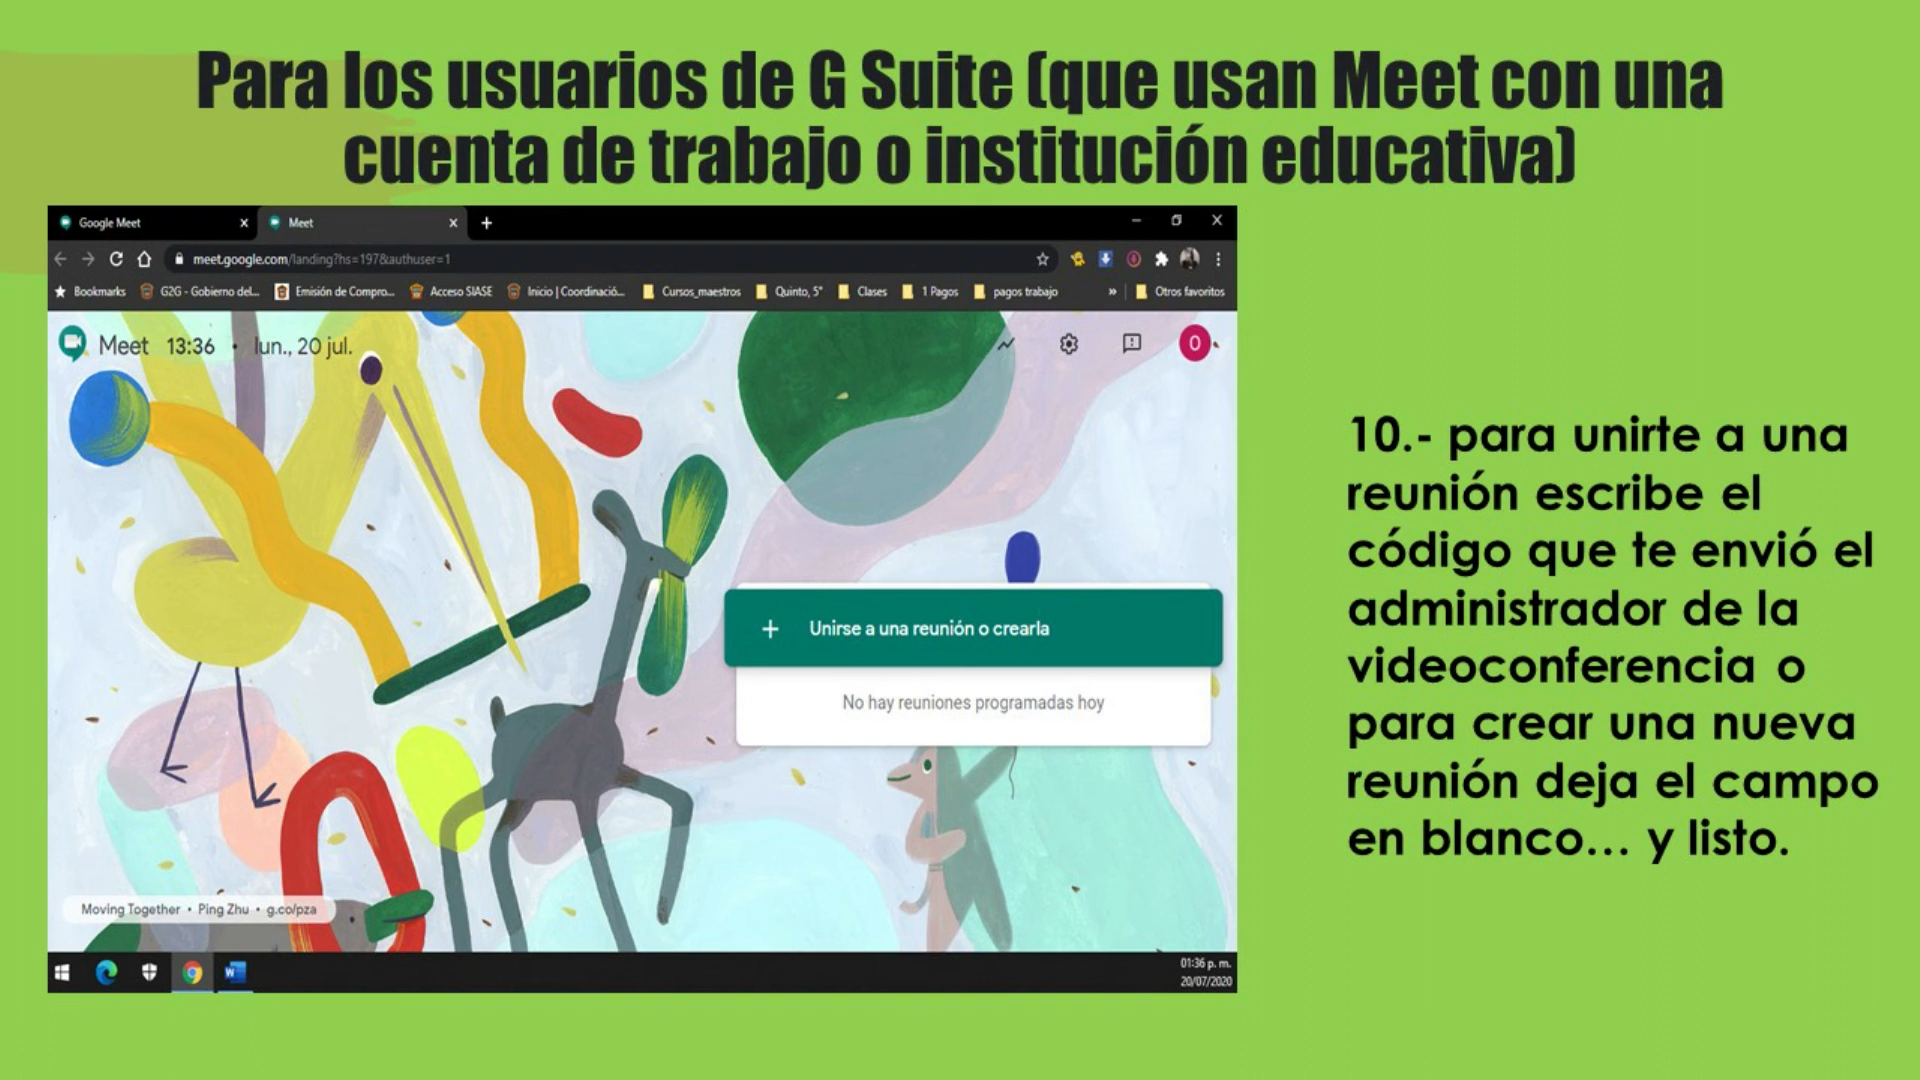 Para los usuarios de G Suite (que usan Meet con una
cuenta de trabajo o institución educativa)
Google Meet
Meet
meet.google.com/landing?hs=197&authuser=1
Bookmarks G2G - Gobierno del... Emisión de Compro... Acceso SIASE Inicio | Coordinació... Cursos_maestros Quinto, 5° Clases 1 Pagos pagos trabajo » Otros favoritos
Meet 13:36 • lun., 20 jul.
O
+ Unirse a una reunión o crearla
No hay reuniones programadas hoy
Moving Together • Ping Zhu • g.co/pza
01:36 p. m.
20/07/2020
10.- para unirte a una
reunión escribe el
código que te envió el
administrador de la
videoconferencia o
para crear una nueva
reunión deja el campo
en blanco... y listo.